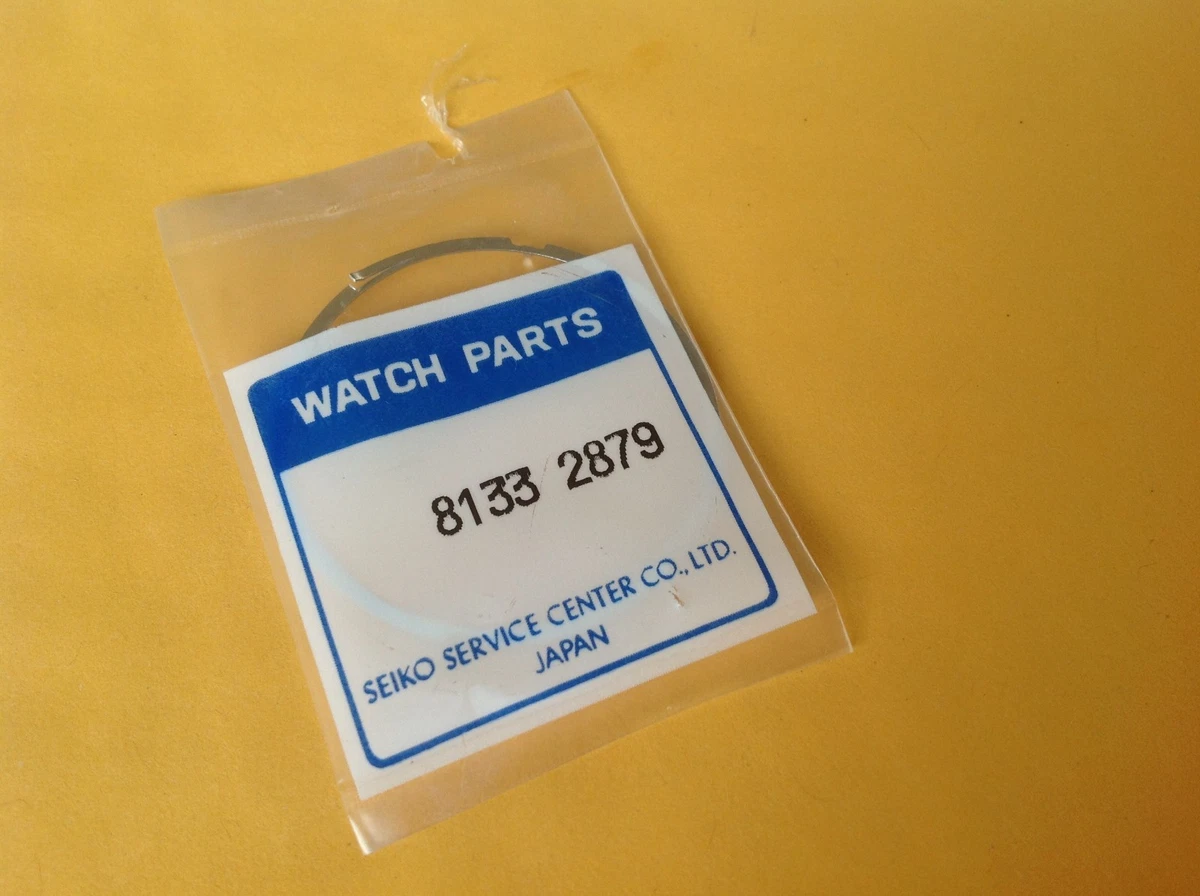 WATCH PARTS
8133 2879
SEIKO SERVICE CENTER CO., LTD.
JAPAN